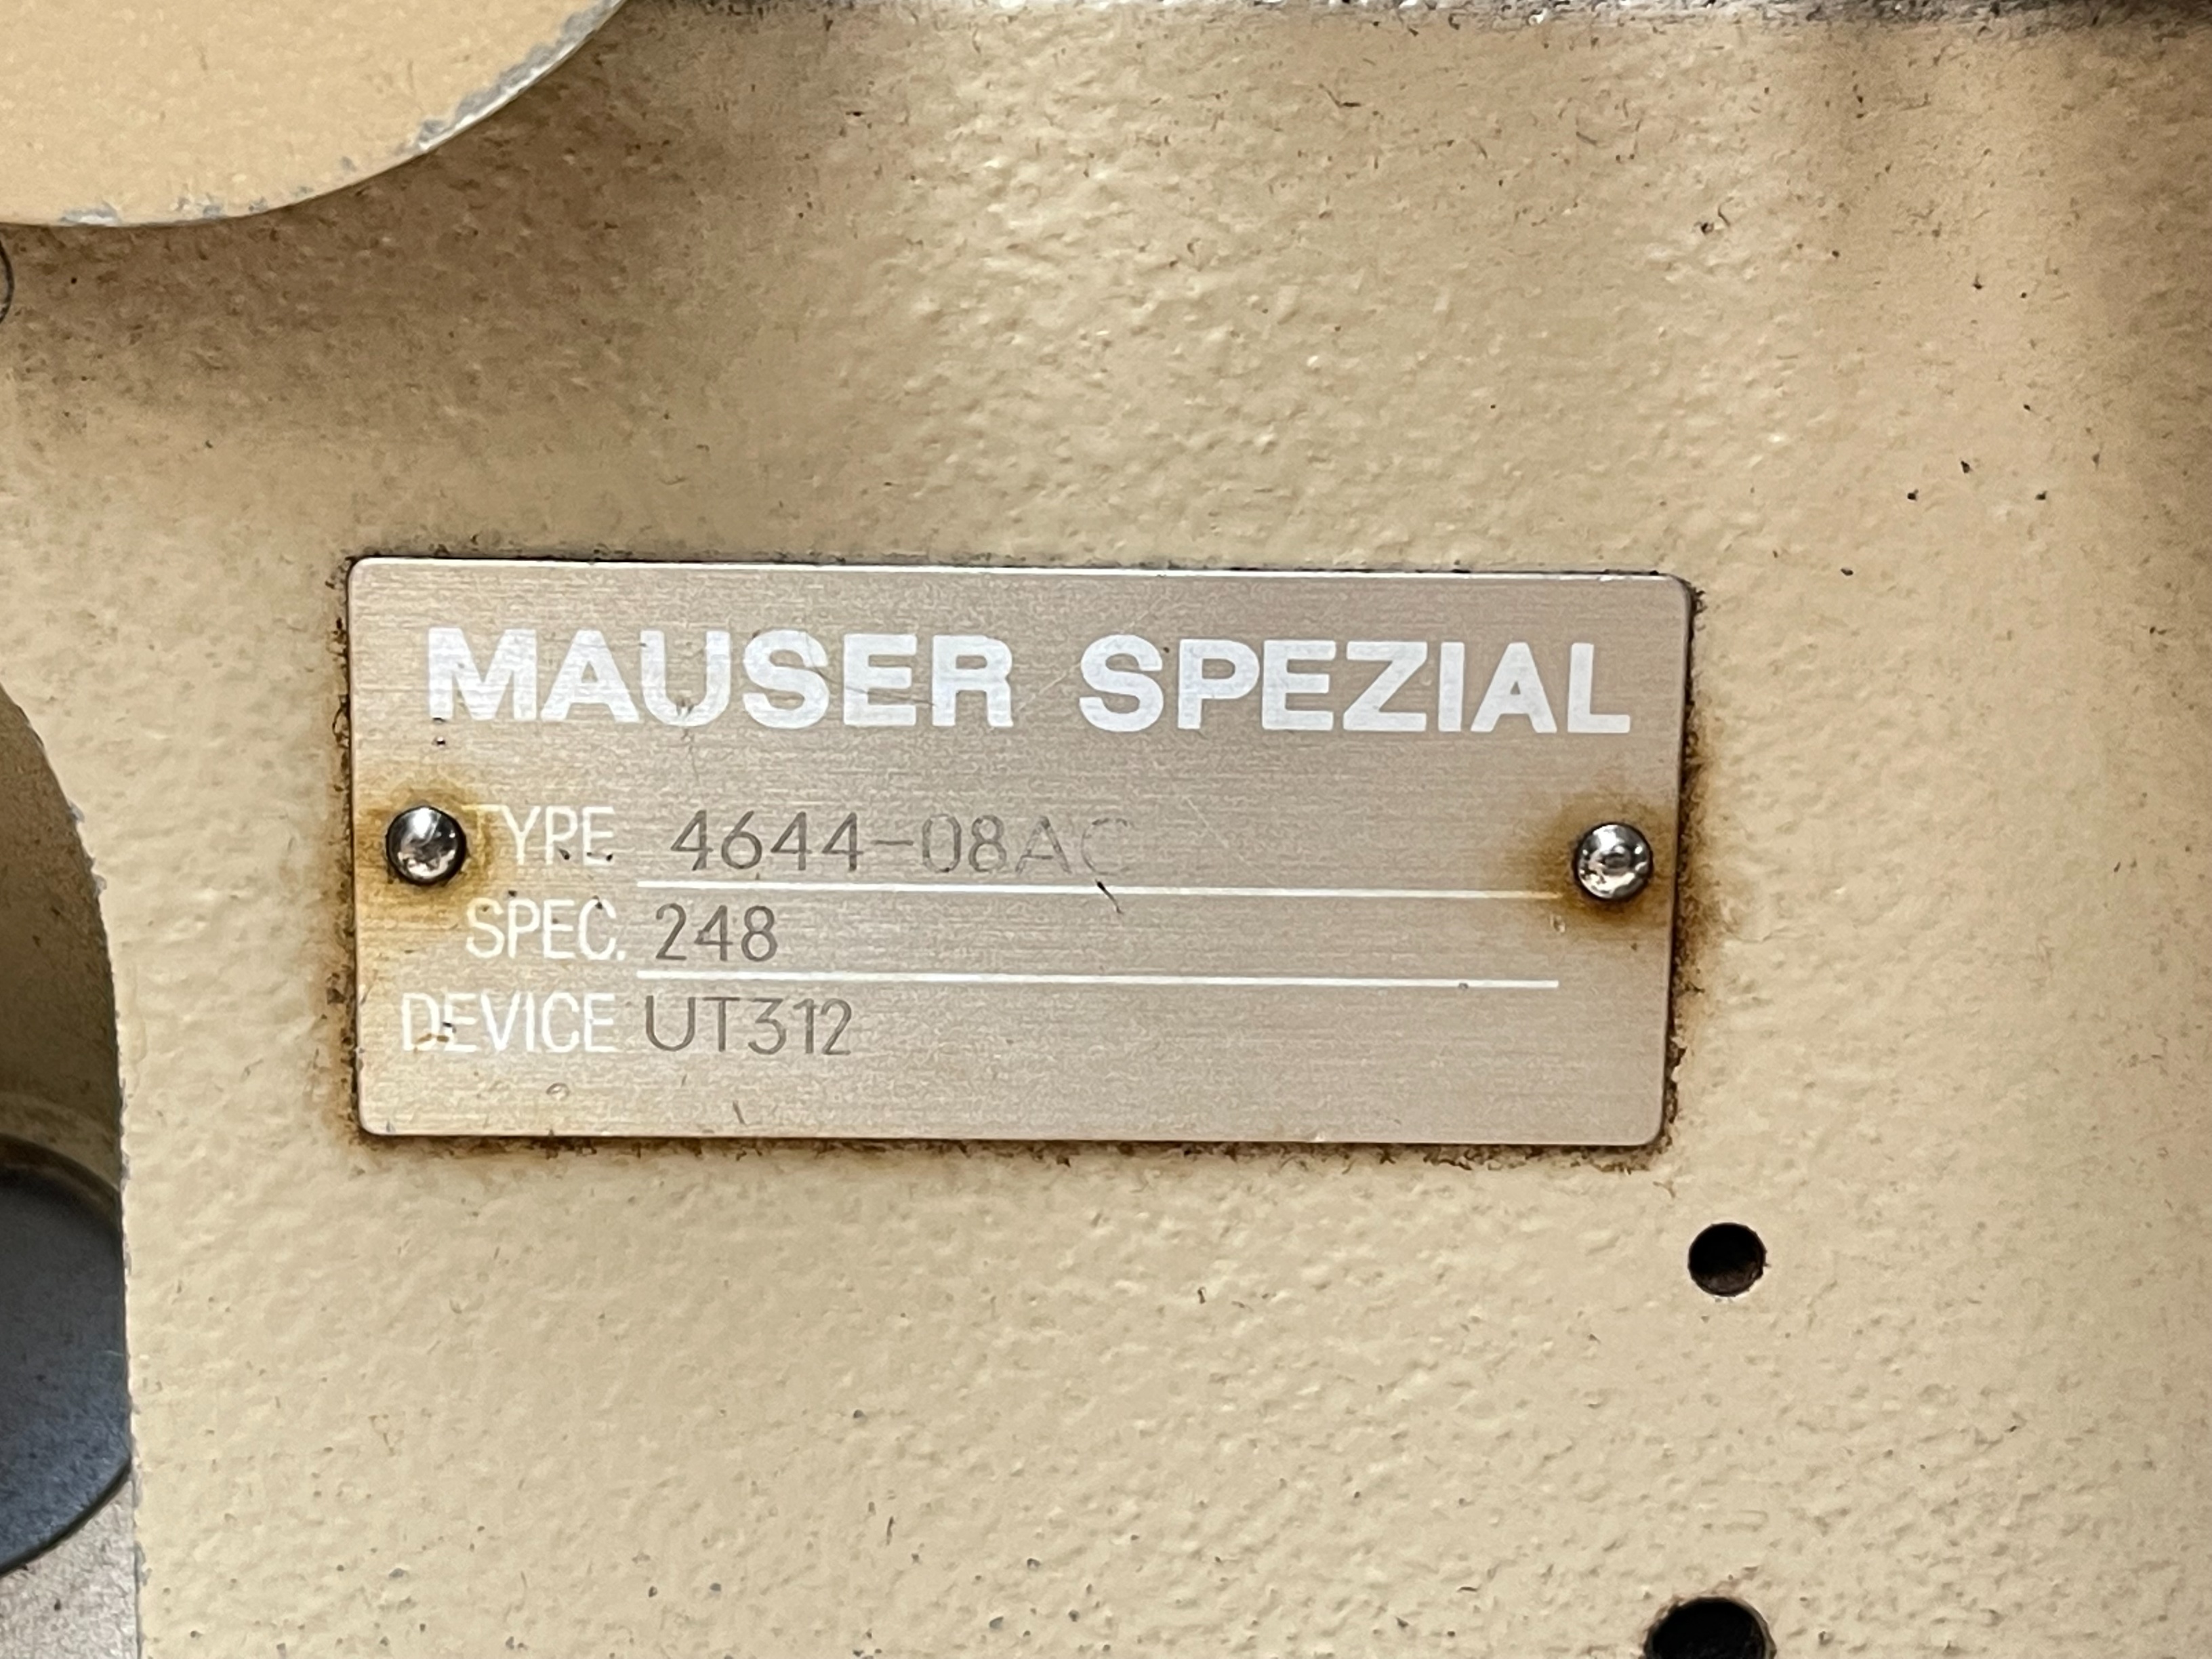 MAUSER SPEZIAL
TYPE 4644-08AC
SPEC. 248
DEVICE UT312